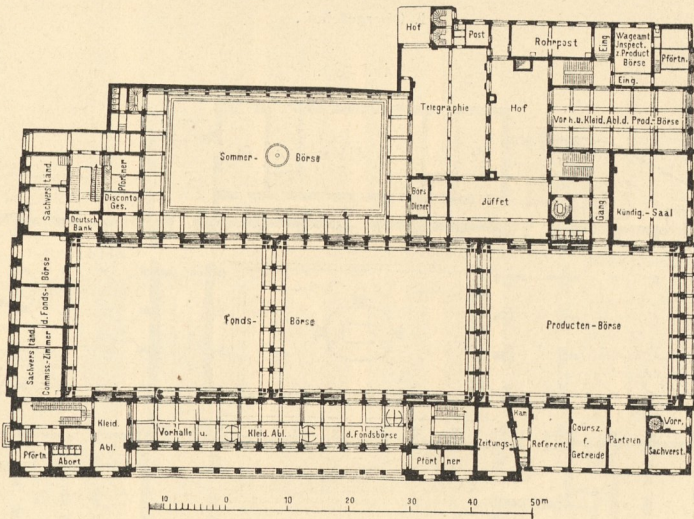 Hof
Post
Rohrpost
Eing.
Wageamt
Inspect.
z. Product
Börse
Pförtn.
Eing.
Telegraphie
Hof
Vorh. u. Kleid. Abl. d. Prod.-Börse
Sommer- Börse
Sachverständ.
Pförtner
Disconto
Ges.
Deutsch.
Bank
Börs.
Diener
Büffet
Gang
Kündig.-Saal
Sachverständ.
Commiss.-Zimmer d. Fonds-Börse
Fonds- Börse
Producten-Börse
Kleid.
Abl.
Vorhalle u. Kleid. Abl. d. Fondsbörse
Pförtn.
Abort
Pförtner
Zeitungs-
Kar.
Referent.
Coursz.
f.
Getreide
Parteien
Vorr.
Sachverst.
10 0 10 20 30 40 50m